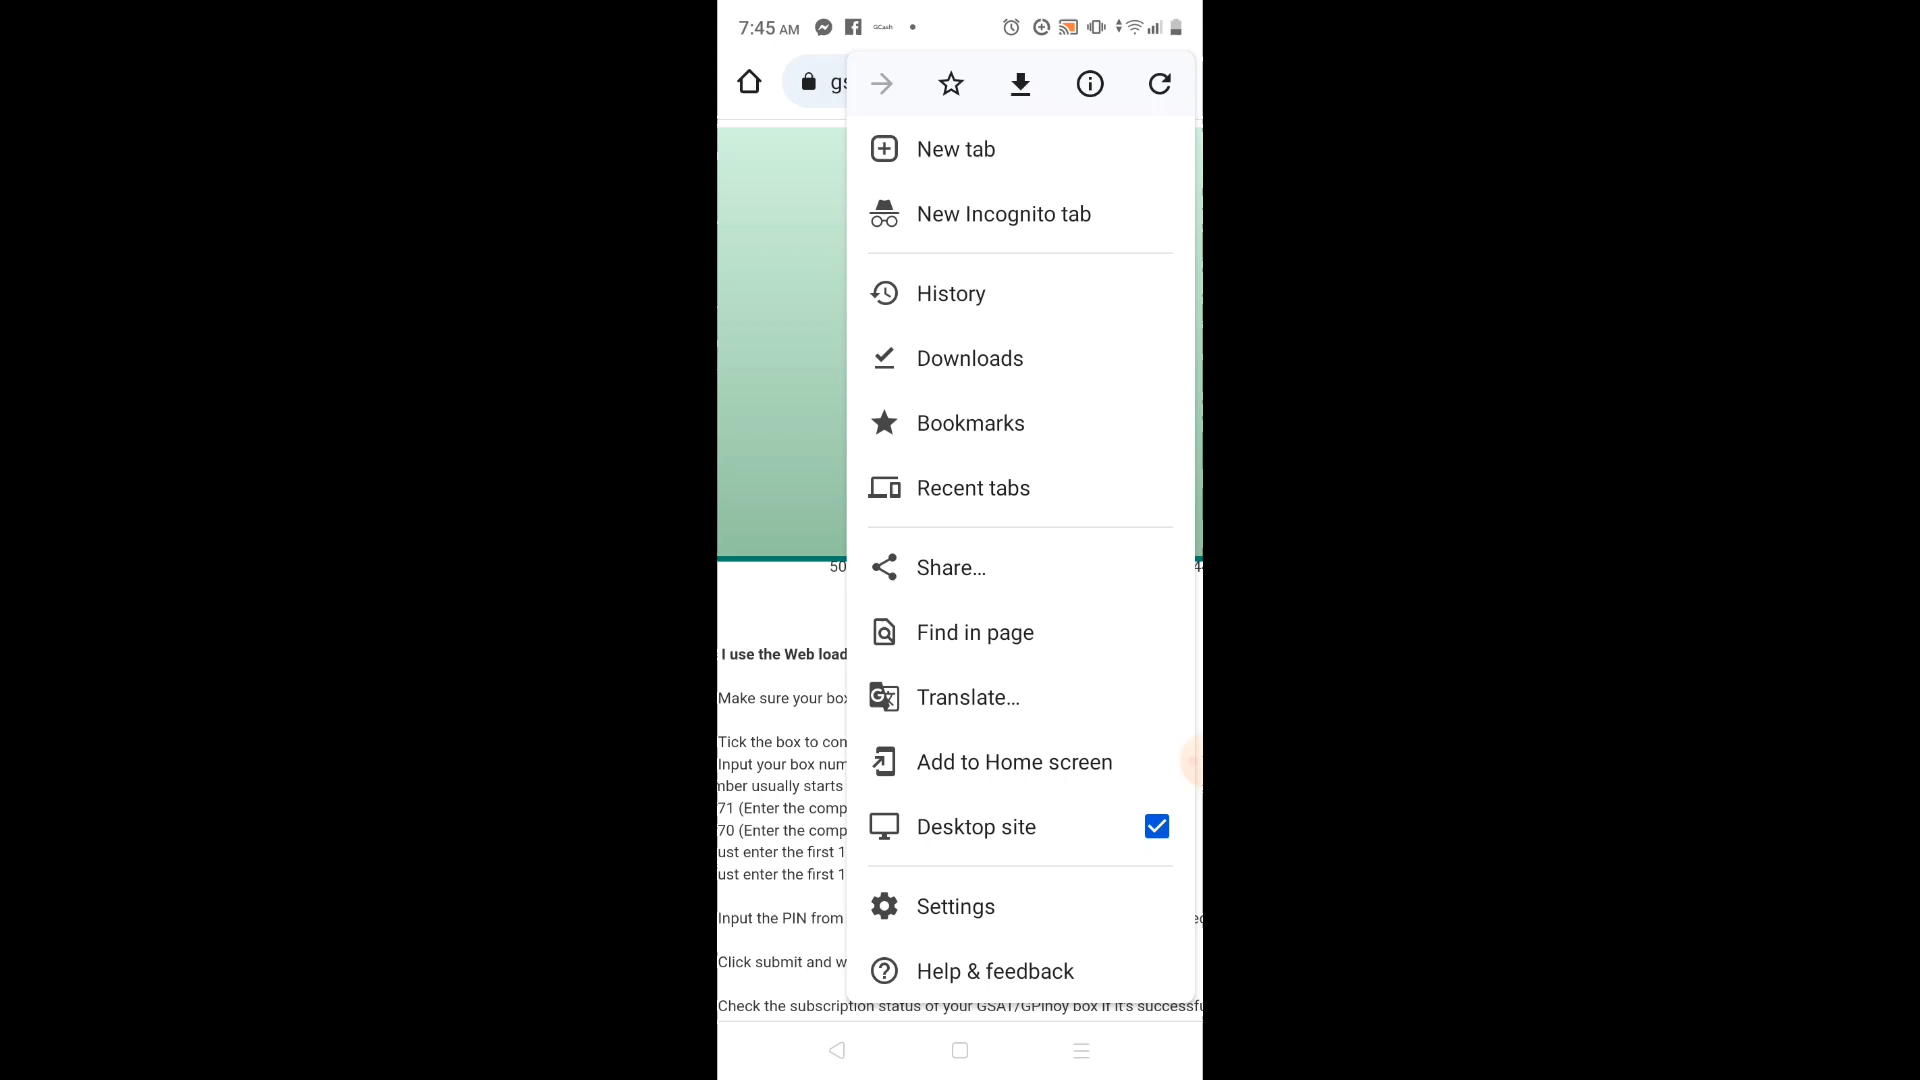 7:45 AM
GCash
gs
New tab
New Incognito tab
History
Downloads
Bookmarks
Recent tabs
Share...
Find in page
Translate...
Add to Home screen
Desktop site
Settings
Help & feedback
50
I use the Web load
Make sure your box
Tick the box to con
Input your box num
mber usually starts
71 (Enter the comp
70 (Enter the comp
ust enter the first 1
ust enter the first 1
Input the PIN from
Click submit and w
Check the subscription status of your GSAT/GPinoy box if it's successfu